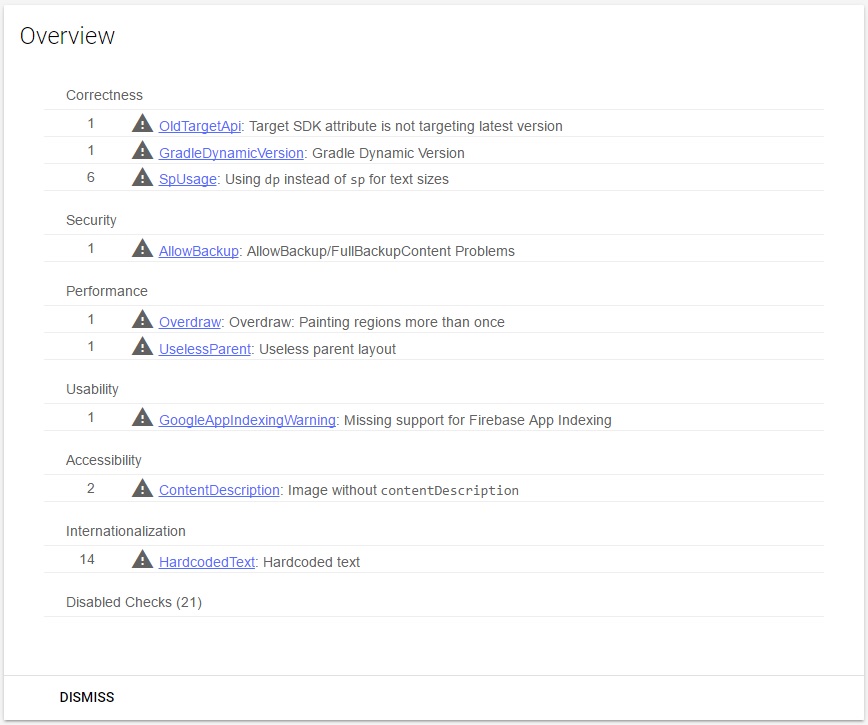 Overview
Correctness
1 OldTargetApi: Target SDK attribute is not targeting latest version
1 GradleDynamicVersion: Gradle Dynamic Version
6 SpUsage: Using dp instead of sp for text sizes
Security
1 AllowBackup: AllowBackup/FullBackupContent Problems
Performance
1 Overdraw: Overdraw: Painting regions more than once
1 UselessParent: Useless parent layout
Usability
1 GoogleAppIndexingWarning: Missing support for Firebase App Indexing
Accessibility
2 ContentDescription: Image without contentDescription
Internationalization
14 HardcodedText: Hardcoded text
Disabled Checks (21)
DISMISS